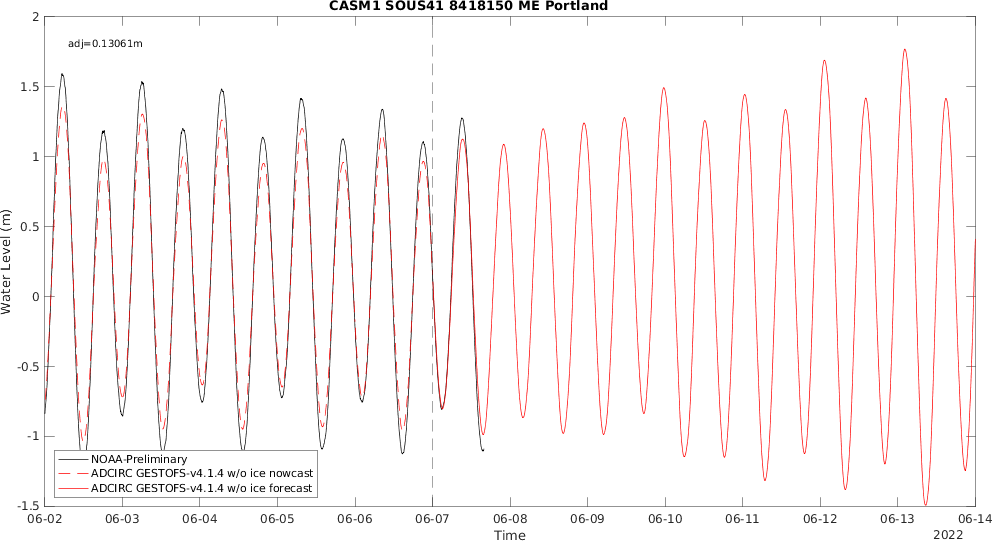 CASM1 SOUS41 8418150 ME Portland
adj=0.13061m
2
1.5
1
0.5
0
-0.5
-1
-1.5
Water Level (m)
NOAA-Preliminary
ADCIRC GESTOFS-v4.1.4 w/o ice nowcast
ADCIRC GESTOFS-v4.1.4 w/o ice forecast
06-02 06-03 06-04 06-05 06-06 06-07 06-08 06-09 06-10 06-11 06-12 06-13 06-14
Time
2022